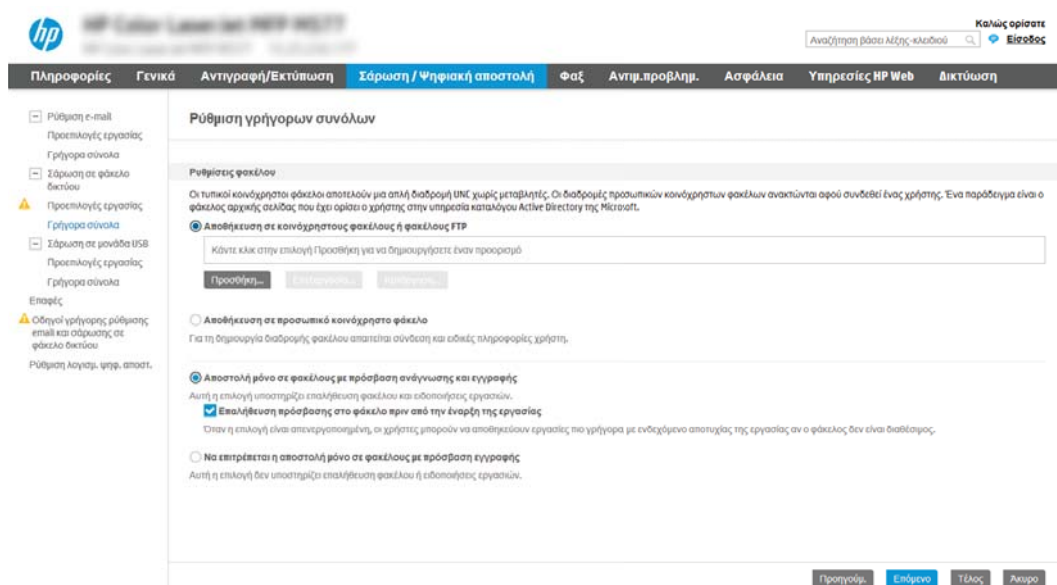 hp
Καλώς ορίσατε
Αναζήτηση βάσει λέξης-κλειδιού
Είσοδος
Πληροφορίες Γενικά Αντιγραφή/Εκτύπωση Σάρωση / Ψηφιακή αποστολή Φαξ Αντιμ.προβλημ. Ασφάλεια Υπηρεσίες HP Web Δικτύωση
Ρύθμιση e-mail
Προεπιλογές εργασίας
Γρήγορα σύνολα
Σάρωση σε φάκελο
δικτύου
Προεπιλογές εργασίας
Γρήγορα σύνολα
Σάρωση σε μονάδα USB
Προεπιλογές εργασίας
Γρήγορα σύνολα
Επαφές
Οδηγοί γρήγορης ρύθμισης
email και σάρωσης σε
φάκελο δικτύου
Ρύθμιση λογισμ. ψηφ. αποστ.
Ρύθμιση γρήγορων συνόλων
Ρυθμίσεις φακέλου
Οι τυπικοί κοινόχρηστοι φάκελοι αποτελούν μια απλή διαδρομή UNC χωρίς μεταβλητές. Οι διαδρομές προσωπικών κοινόχρηστων φακέλων ανακτώνται αφού συνδεθεί ένας χρήστης. Ένα παράδειγμα είναι ο
φάκελος αρχικής σελίδας που έχει ορίσει ο χρήστης στην υπηρεσία καταλόγου Active Directory της Microsoft.
Αποθήκευση σε κοινόχρηστους φακέλους ή φακέλους FTP
Κάντε κλικ στην επιλογή Προσθήκη για να δημιουργήσετε έναν προορισμό
Προσθήκη...
Αποθήκευση σε προσωπικό κοινόχρηστο φάκελο
Για τη δημιουργία διαδρομής φακέλου απαιτείται σύνδεση και ειδικές πληροφορίες χρήστη.
Αποστολή μόνο σε φακέλους με πρόσβαση ανάγνωσης και εγγραφής
Αυτή η επιλογή υποστηρίζει επαλήθευση φακέλου και ειδοποιήσεις εργασιών.
Επαλήθευση πρόσβασης στο φάκελο πριν από την έναρξη της εργασίας
Όταν η επιλογή είναι απενεργοποιημένη, οι χρήστες μπορούν να αποθηκεύουν εργασίες πιο γρήγορα με ενδεχόμενο αποτυχίας της εργασίας αν ο φάκελος δεν είναι διαθέσιμος.
Να επιτρέπεται η αποστολή μόνο σε φακέλους με πρόσβαση εγγραφής
Αυτή η επιλογή δεν υποστηρίζει επαλήθευση φακέλου ή ειδοποιήσεις εργασιών.
Προηγούμ. Επόμενο Τέλος Άκυρο